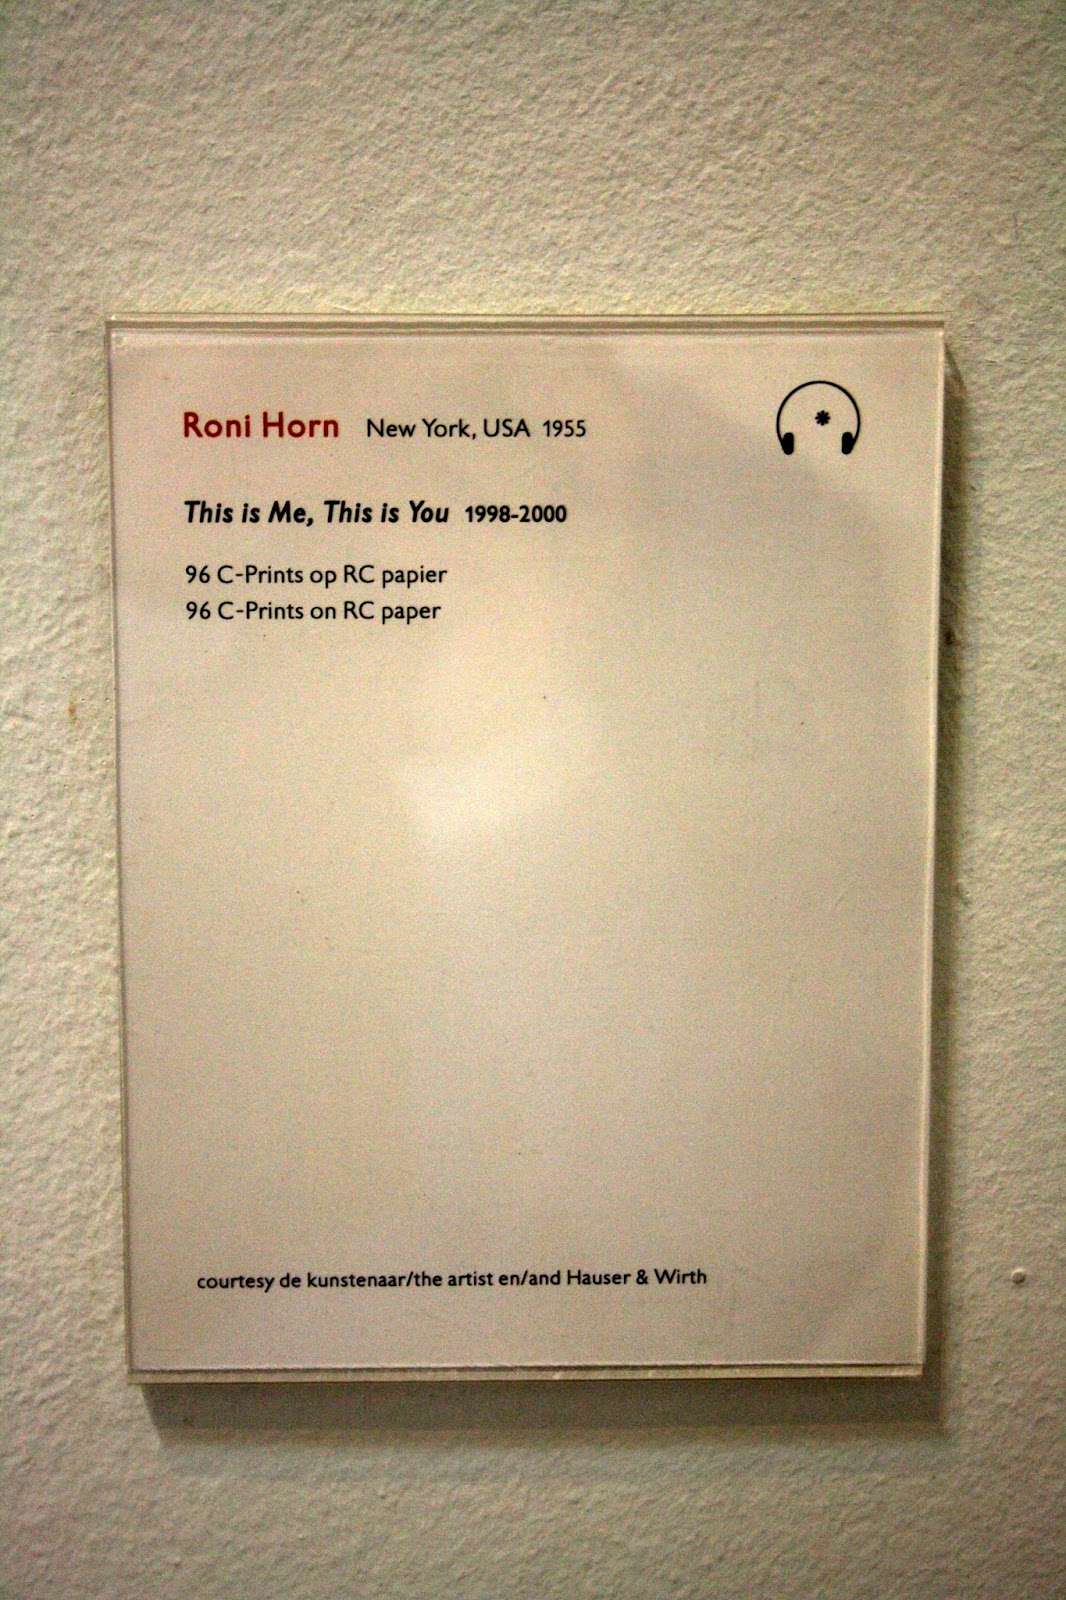 Roni Horn New York, USA 1955
This is Me, This is You 1998-2000
96 C-Prints op RC papier
96 C-Prints on RC paper
courtesy de kunstenaar/the artist en/and Hauser & Wirth